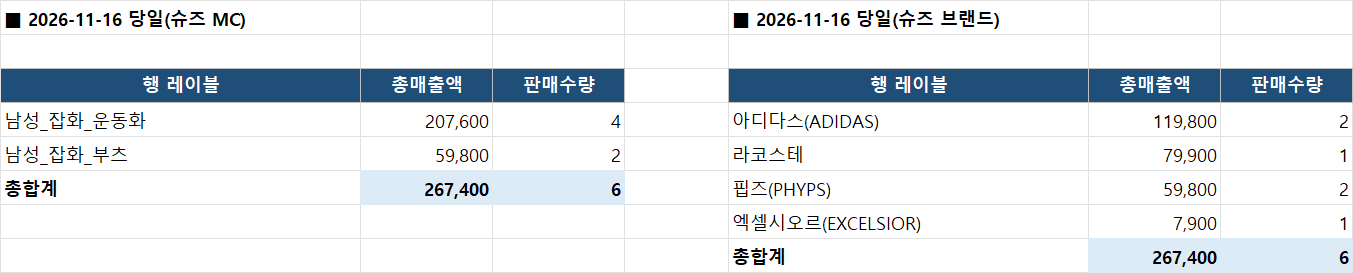 ■ 2026-11-16 당일(슈즈 MC)
행 레이블 총매출액 판매수량
남성_잡화_운동화 207,600 4
남성_잡화_부츠 59,800 2
총합계 267,400 6
■ 2026-11-16 당일(슈즈 브랜드)
행 레이블 총매출액 판매수량
아디다스(ADIDAS) 119,800 2
라코스테 79,900 1
핍즈(PHYPS) 59,800 2
엑셀시오르(EXCELSIOR) 7,900 1
총합계 267,400 6